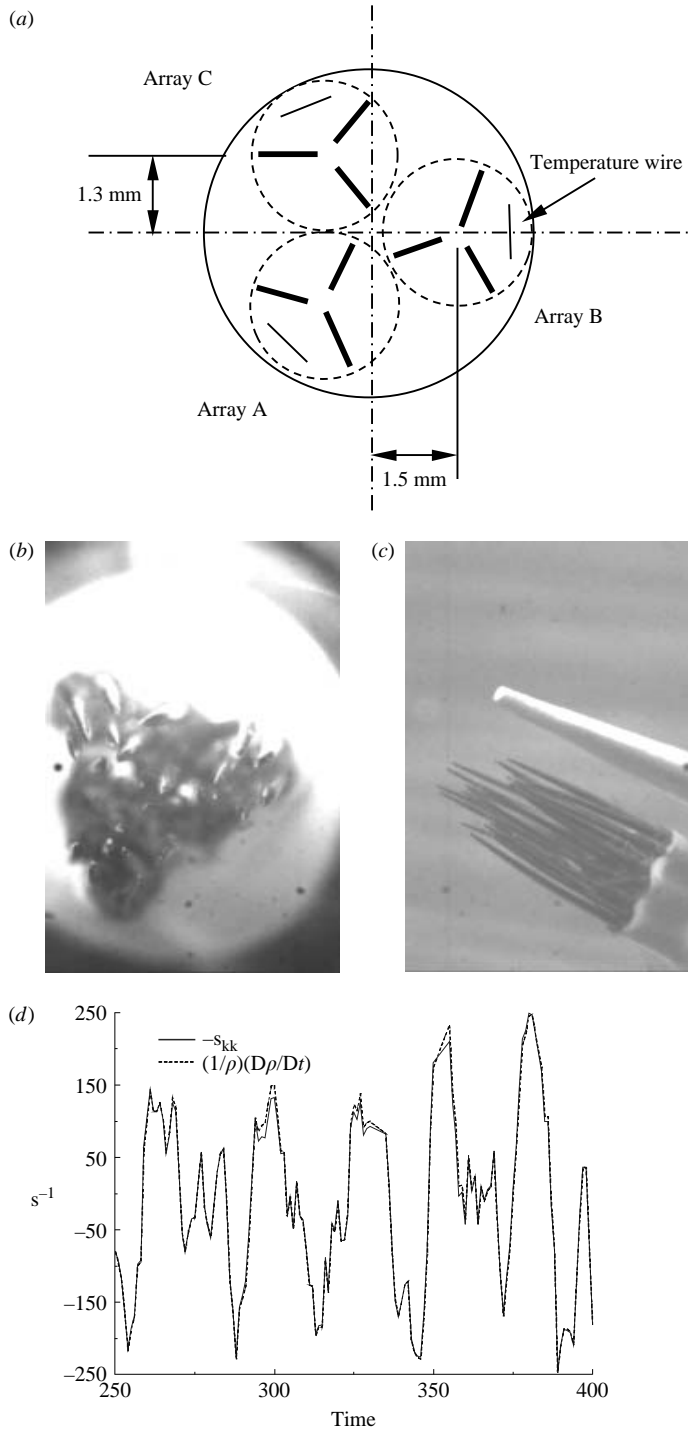 (a)
Array C
Temperature wire
1.3 mm
Array B
Array A
1.5 mm
(b)
(c)
(d)
250
−s_kk
(1/ρ)(Dρ/Dt)
150
50
s⁻¹
−50
−150
−250
250
300
350
400
Time